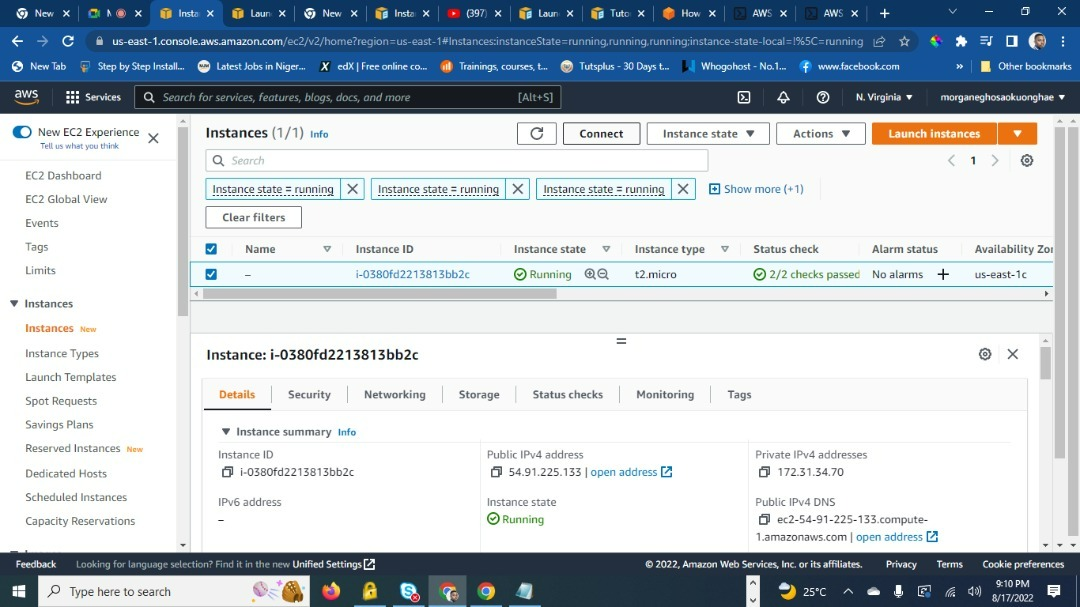 New
M
Insta
Laun
New
Insta
(397)
Laun
Tuto
How
AWS
AWS
us-east-1.console.aws.amazon.com/ec2/v2/home?region=us-east-1#Instances:instanceState=running,running,running;instance-state-local=!%5C=running
New Tab
Step by Step Install...
Latest Jobs in Niger...
edX | Free online co...
Trainings, courses, t...
Tutsplus - 30 Days t...
Whogohost - No.1...
www.facebook.com
»
Other bookmarks
aws
Services
Search for services, features, blogs, docs, and more
[Alt+S]
N. Virginia
morganeghosaokuonghae
New EC2 Experience
Tell us what you think
EC2 Dashboard
EC2 Global View
Events
Tags
Limits
Instances
Instances New
Instance Types
Launch Templates
Spot Requests
Savings Plans
Reserved Instances New
Dedicated Hosts
Scheduled Instances
Capacity Reservations
Instances (1/1) Info
Connect
Instance state
Actions
Launch instances
Search
1
Instance state = running
Instance state = running
Instance state = running
Show more (+1)
Clear filters
Name
Instance ID
Instance state
Instance type
Status check
Alarm status
Availability Zor
–
i-0380fd2213813bb2c
Running
t2.micro
2/2 checks passed
No alarms
us-east-1c
Instance: i-0380fd2213813bb2c
Details
Security
Networking
Storage
Status checks
Monitoring
Tags
Instance summary Info
Instance ID
i-0380fd2213813bb2c
Public IPv4 address
54.91.225.133 | open address
Private IPv4 addresses
172.31.34.70
IPv6 address
–
Instance state
Running
Public IPv4 DNS
ec2-54-91-225-133.compute-
1.amazonaws.com | open address
Feedback
Looking for language selection? Find it in the new Unified Settings
© 2022, Amazon Web Services, Inc. or its affiliates.
Privacy
Terms
Cookie preferences
Type here to search
25°C
9:10 PM
8/17/2022